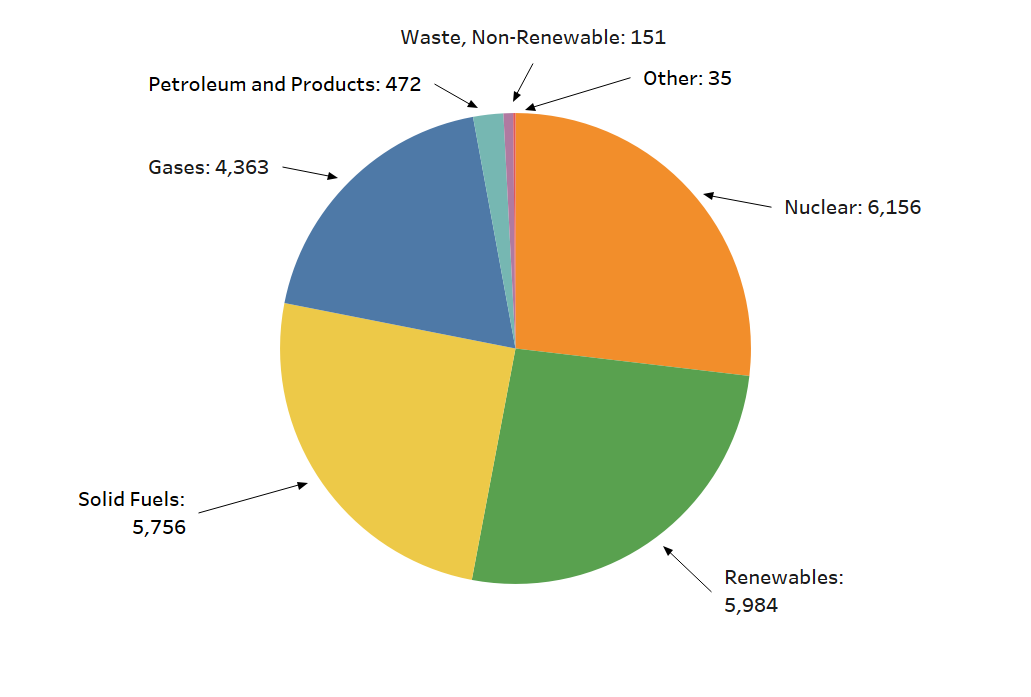 Waste, Non-Renewable: 151
Other: 35
Petroleum and Products: 472
Gases: 4,363
Nuclear: 6,156
Solid Fuels:
5,756
Renewables:
5,984